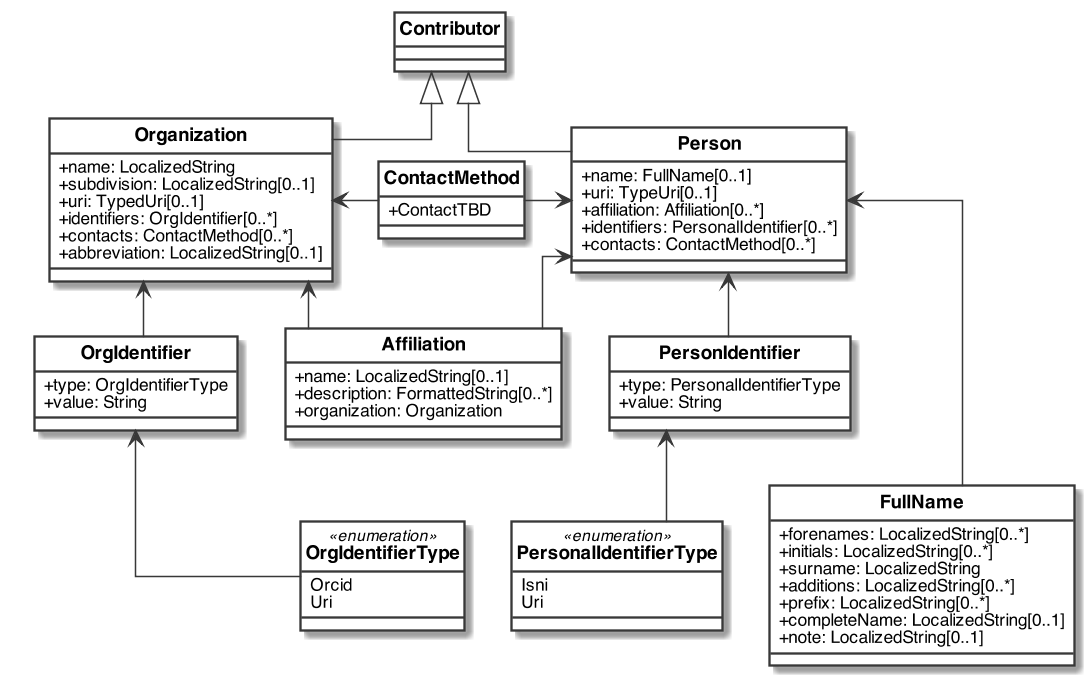 Contributor
Organization
+name: LocalizedString
+subdivision: LocalizedString[0..1]
+uri: TypedUri[0..1]
+identifiers: OrgIdentifier[0..*]
+contacts: ContactMethod[0..*]
+abbreviation: LocalizedString[0..1]
ContactMethod
+ContactTBD
Person
+name: FullName[0..1]
+uri: TypeUri[0..1]
+affiliation: Affiliation[0..*]
+identifiers: PersonalIdentifier[0..*]
+contacts: ContactMethod[0..*]
OrgIdentifier
+type: OrgIdentifierType
+value: String
Affiliation
+name: LocalizedString[0..1]
+description: FormattedString[0..*]
+organization: Organization
PersonIdentifier
+type: PersonalIdentifierType
+value: String
«enumeration»
OrgIdentifierType
Orcid
Uri
«enumeration»
PersonalIdentifierType
Isni
Uri
FullName
+forenames: LocalizedString[0..*]
+initials: LocalizedString[0..*]
+surname: LocalizedString
+additions: LocalizedString[0..*]
+prefix: LocalizedString[0..*]
+completeName: LocalizedString[0..1]
+note: LocalizedString[0..1]